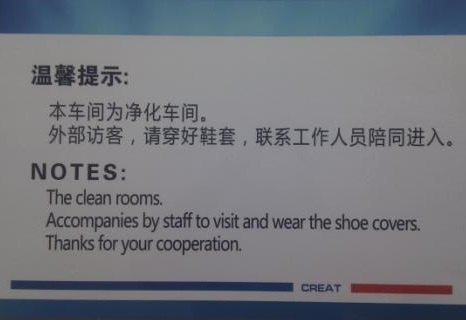 温馨提示:
本车间为净化车间。
外部访客，请穿好鞋套，联系工作人员陪同进入。
NOTES:
The clean rooms.
Accompanies by staff to visit and wear the shoe covers.
Thanks for your cooperation.
CREAT